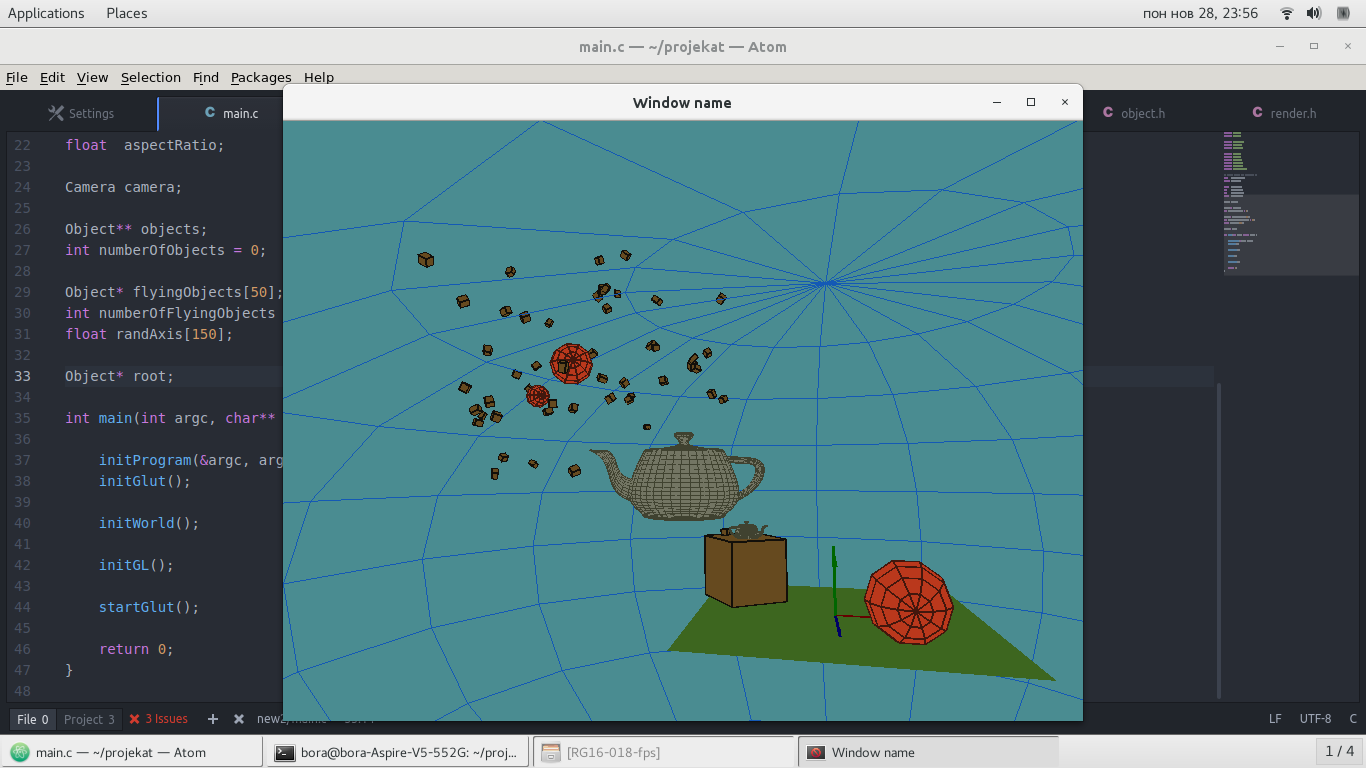 Applications Places пон нов 28, 23:56
main.c — ~/projekat — Atom
File Edit View Selection Find Packages Help
Window name
Settings main.c object.h render.h
22 float aspectRatio;
23
24 Camera camera;
25
26 Object** objects;
27 int numberOfObjects = 0;
28
29 Object* flyingObjects[50];
30 int numberOfFlyingObjects
31 float randAxis[150];
32
33 Object* root;
34
35 int main(int argc, char**
36
37 initProgram(&argc, arg
38 initGlut();
39
40 initWorld();
41
42 initGL();
43
44 startGlut();
45
46 return 0;
47 }
48
File 0 Project 3 3 Issues LF UTF-8 C
main.c — ~/projekat — Atom bora@bora-Aspire-V5-552G: ~/proj... [RG16-018-fps] Window name 1 / 4